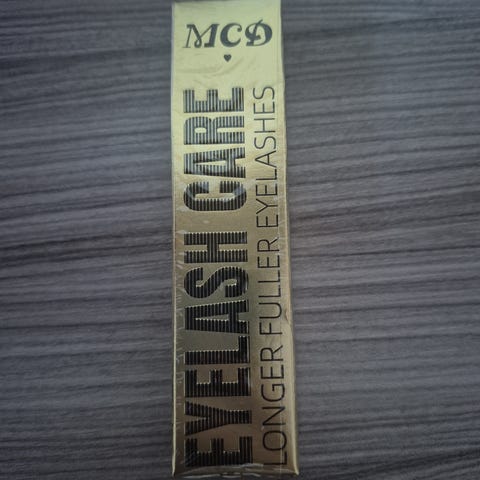 MCD
EYELASH CARE
LONGER FULLER EYELASHES